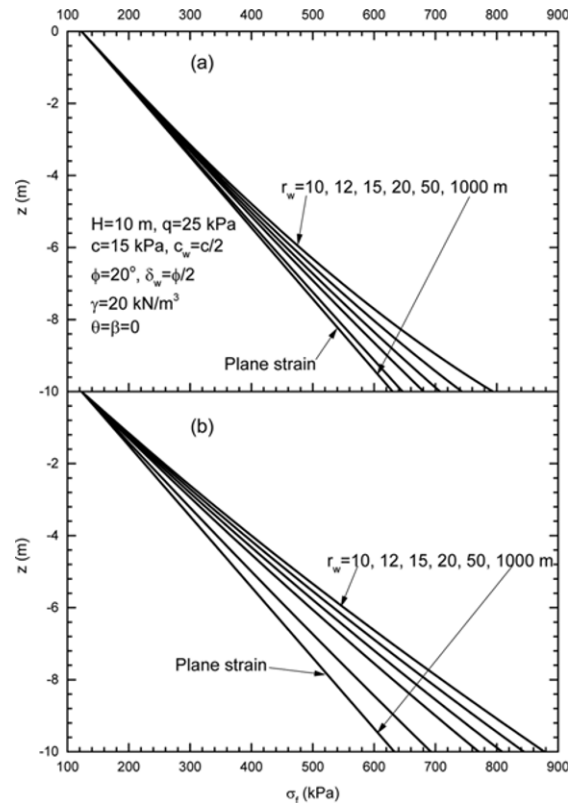 100 200 300 400 500 600 700 800 900
0
(a)
-2
-4
r_w=10, 12, 15, 20, 50, 1000 m
z (m)
H=10 m, q=25 kPa
c=15 kPa, c_w=c/2
-6
ϕ=20°, δ_w=ϕ/2
γ=20 kN/m³
-8
θ=β=0
Plane strain
-10
(b)
-2
-4
r_w=10, 12, 15, 20, 50, 1000 m
z (m)
-6
Plane strain
-8
-10
100 200 300 400 500 600 700 800 900
σ_f (kPa)